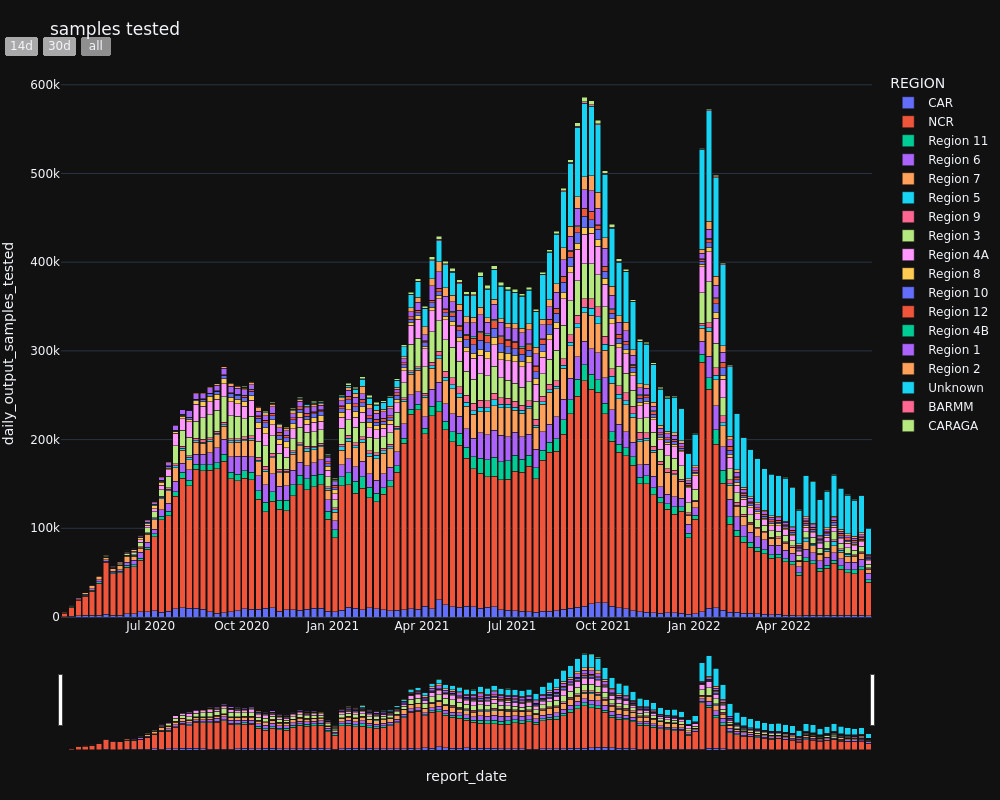 samples tested
14d 30d all
600k
500k
400k
300k
200k
100k
0
daily_output_samples_tested
Jul 2020 Oct 2020 Jan 2021 Apr 2021 Jul 2021 Oct 2021 Jan 2022 Apr 2022
report_date
REGION
CAR
NCR
Region 11
Region 6
Region 7
Region 5
Region 9
Region 3
Region 4A
Region 8
Region 10
Region 12
Region 4B
Region 1
Region 2
Unknown
BARMM
CARAGA